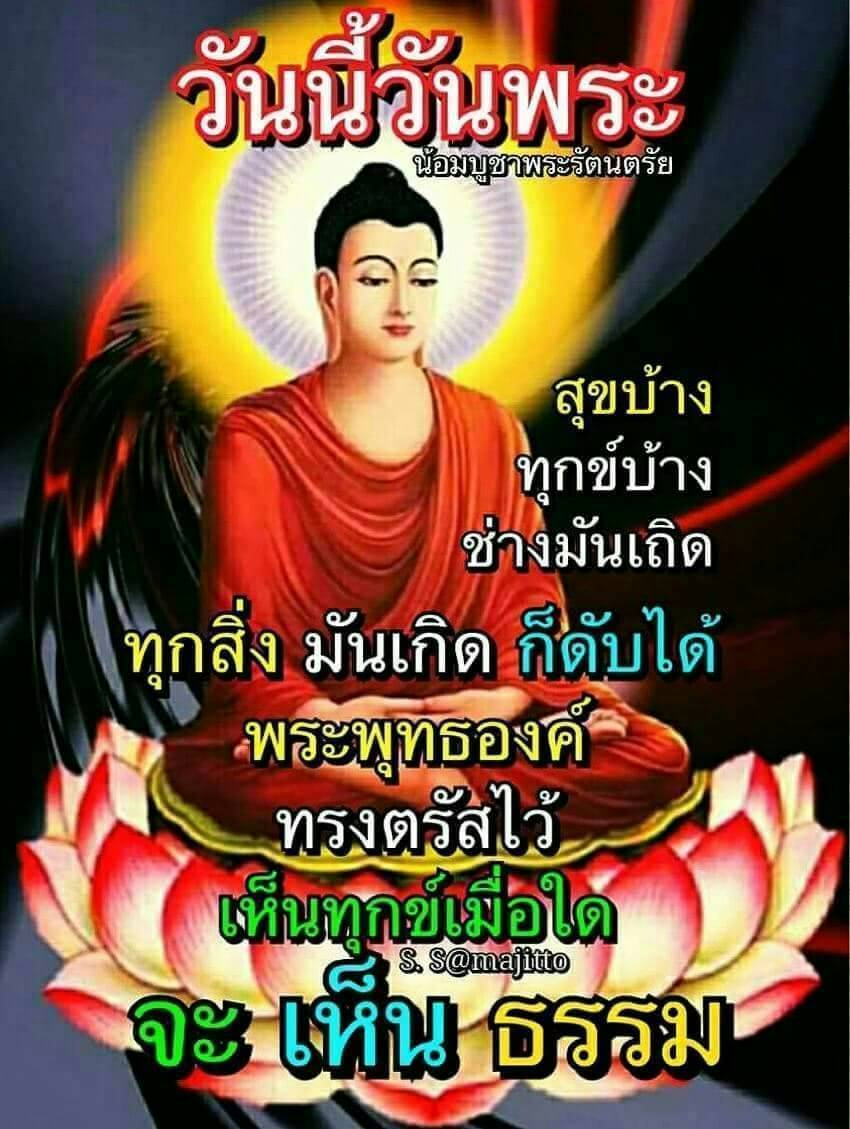 วันนี้วันพระ
น้อมบูชาพระรัตนตรัย
สุขบ้าง
ทุกข์บ้าง
ช่างมันเถิด
ทุกสิ่ง มันเกิด ก็ดับได้
พระพุทธองค์
ทรงตรัสไว้
เห็นทุกข์เมื่อใด
S. S@majitto
จะ เห็น ธรรม